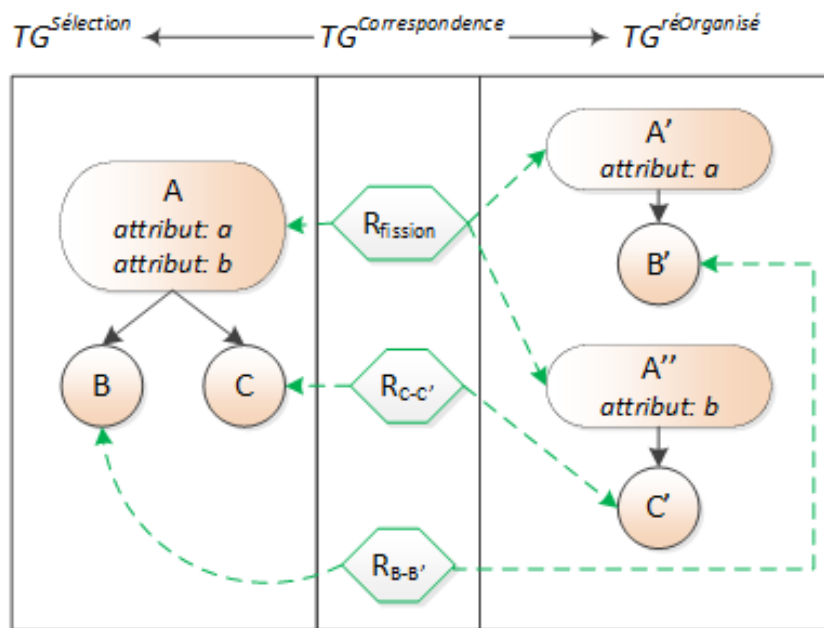 TG^Sélection TG^Correspondence TG^réOrganisé
A
attribut: a
attribut: b
B
C
R_fission
R_C-C'
R_B-B'
A'
attribut: a
B'
A''
attribut: b
C'